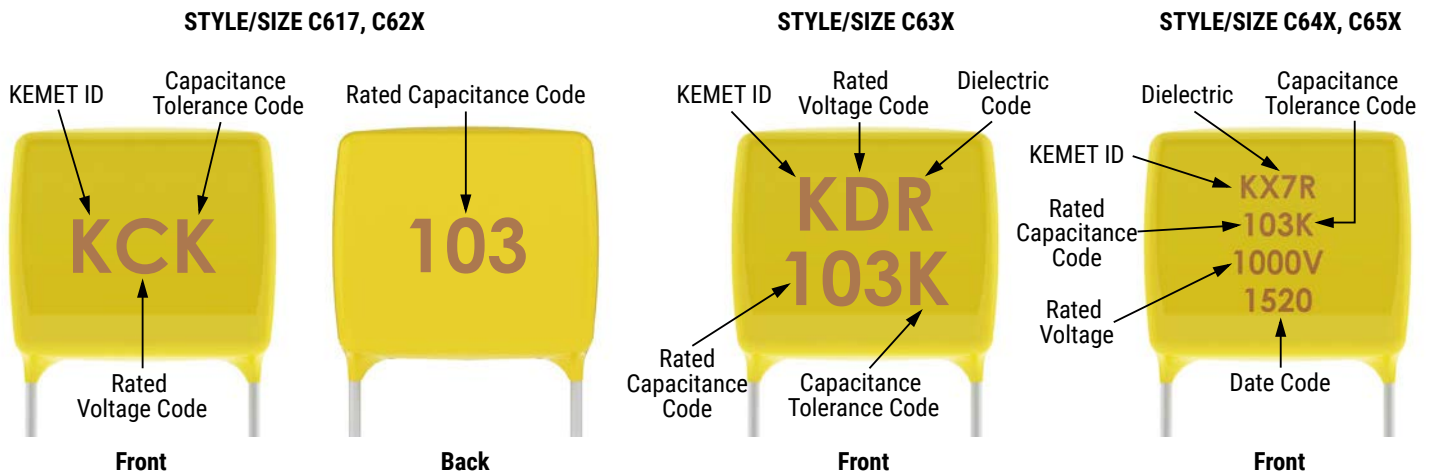 STYLE/SIZE C617, C62X
KEMET ID
Capacitance
Tolerance Code
KCK
Rated
Voltage Code
Front
Rated Capacitance Code
103
Back
STYLE/SIZE C63X
KEMET ID
Rated
Voltage Code
Dielectric
Code
KDR
103K
Rated
Capacitance
Code
Capacitance
Tolerance Code
Front
STYLE/SIZE C64X, C65X
Dielectric
Capacitance
Tolerance Code
KEMET ID
KX7R
Rated
Capacitance
Code
103K
1000V
1520
Rated
Voltage
Date Code
Front